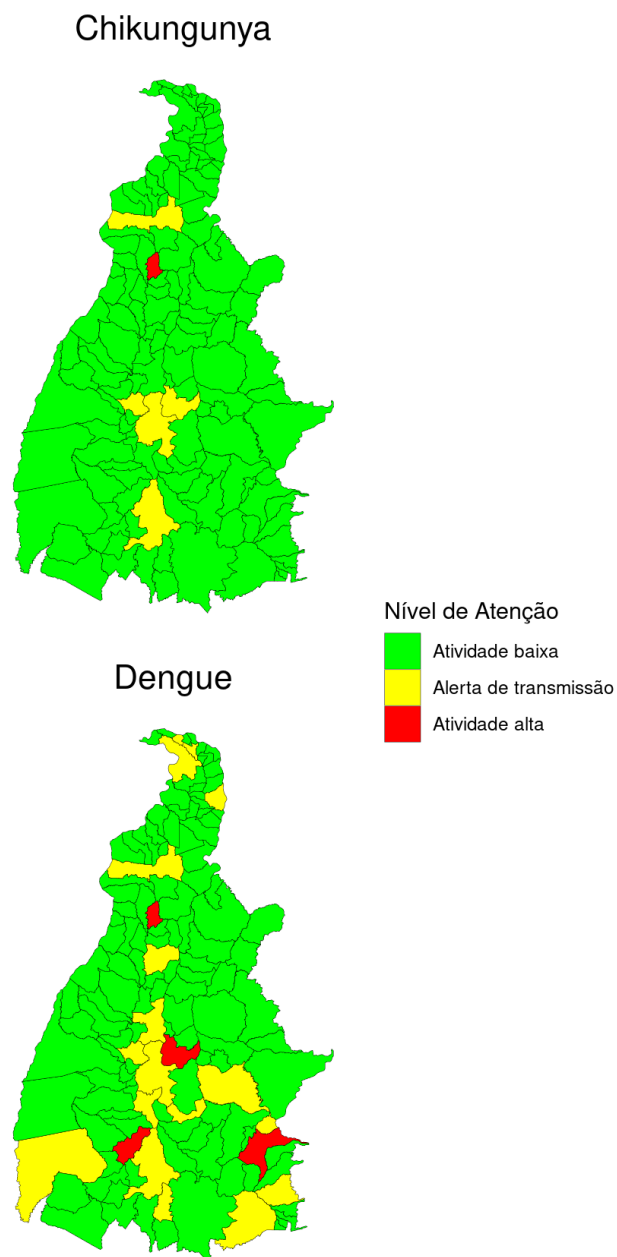 Chikungunya
Nível de Atenção
Atividade baixa
Alerta de transmissão
Atividade alta
Dengue